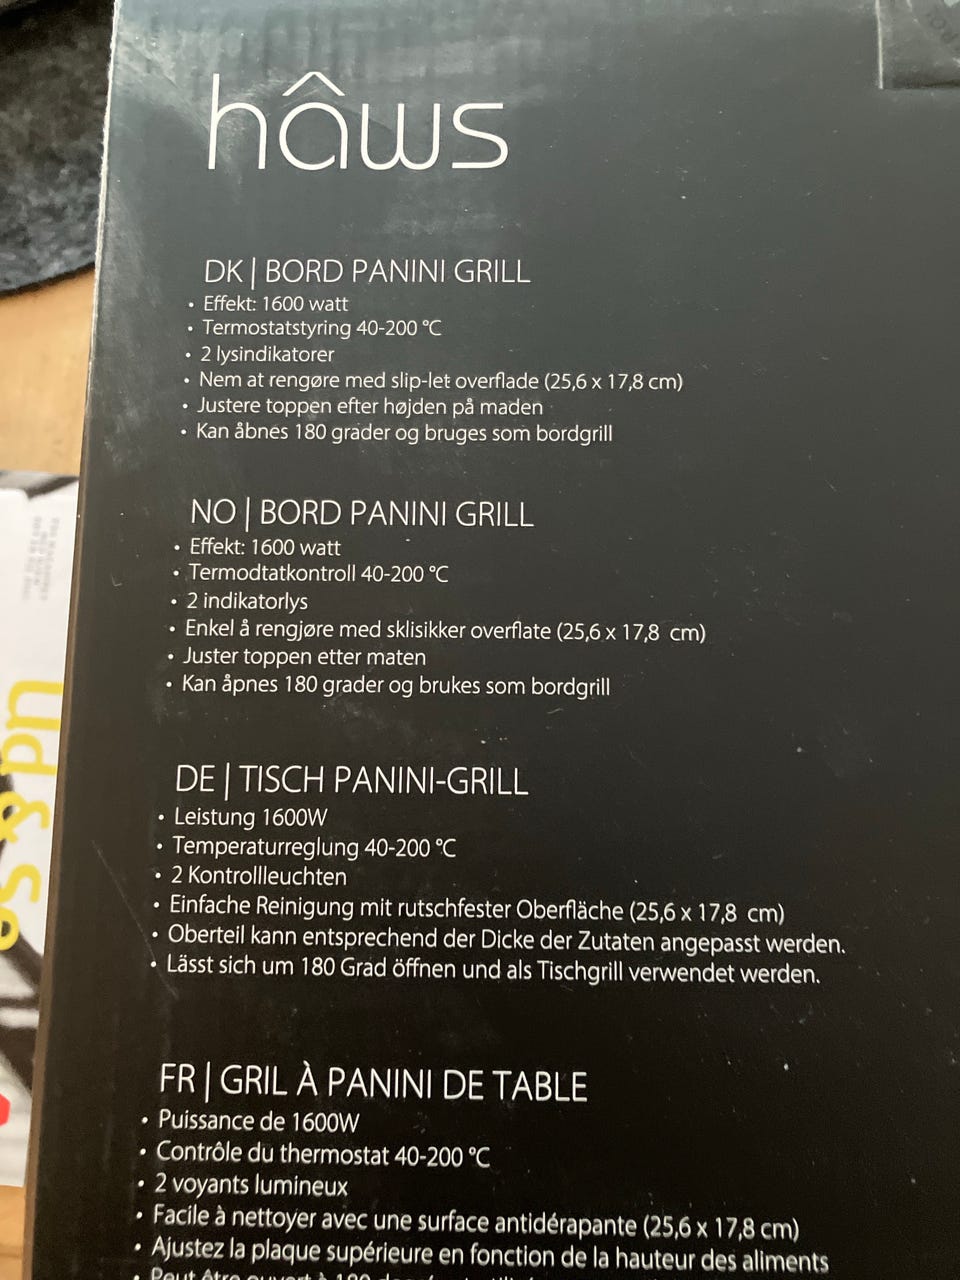 hâws
DK | BORD PANINI GRILL
• Effekt: 1600 watt
• Termostatstyring 40-200 °C
• 2 lysindikatorer
• Nem at rengøre med slip-let overflade (25,6 x 17,8 cm)
• Justere toppen efter højden på maden
• Kan åbnes 180 grader og bruges som bordgrill
NO | BORD PANINI GRILL
• Effekt: 1600 watt
• Termodtatkontroll 40-200 °C
• 2 indikatorlys
• Enkel å rengjøre med sklisikker overflate (25,6 x 17,8 cm)
• Juster toppen etter maten
• Kan åpnes 180 grader og brukes som bordgrill
DE | TISCH PANINI-GRILL
• Leistung 1600W
• Temperaturreglung 40-200 °C
• 2 Kontrollleuchten
• Einfache Reinigung mit rutschfester Oberfläche (25,6 x 17,8 cm)
• Oberteil kann entsprechend der Dicke der Zutaten angepasst werden.
• Lässt sich um 180 Grad öffnen und als Tischgrill verwendet werden.
FR | GRIL À PANINI DE TABLE
• Puissance de 1600W
• Contrôle du thermostat 40-200 °C
• 2 voyants lumineux
• Facile à nettoyer avec une surface antidérapante (25,6 x 17,8 cm)
• Ajustez la plaque supérieure en fonction de la hauteur des aliments
• Peut être ouvert à 180